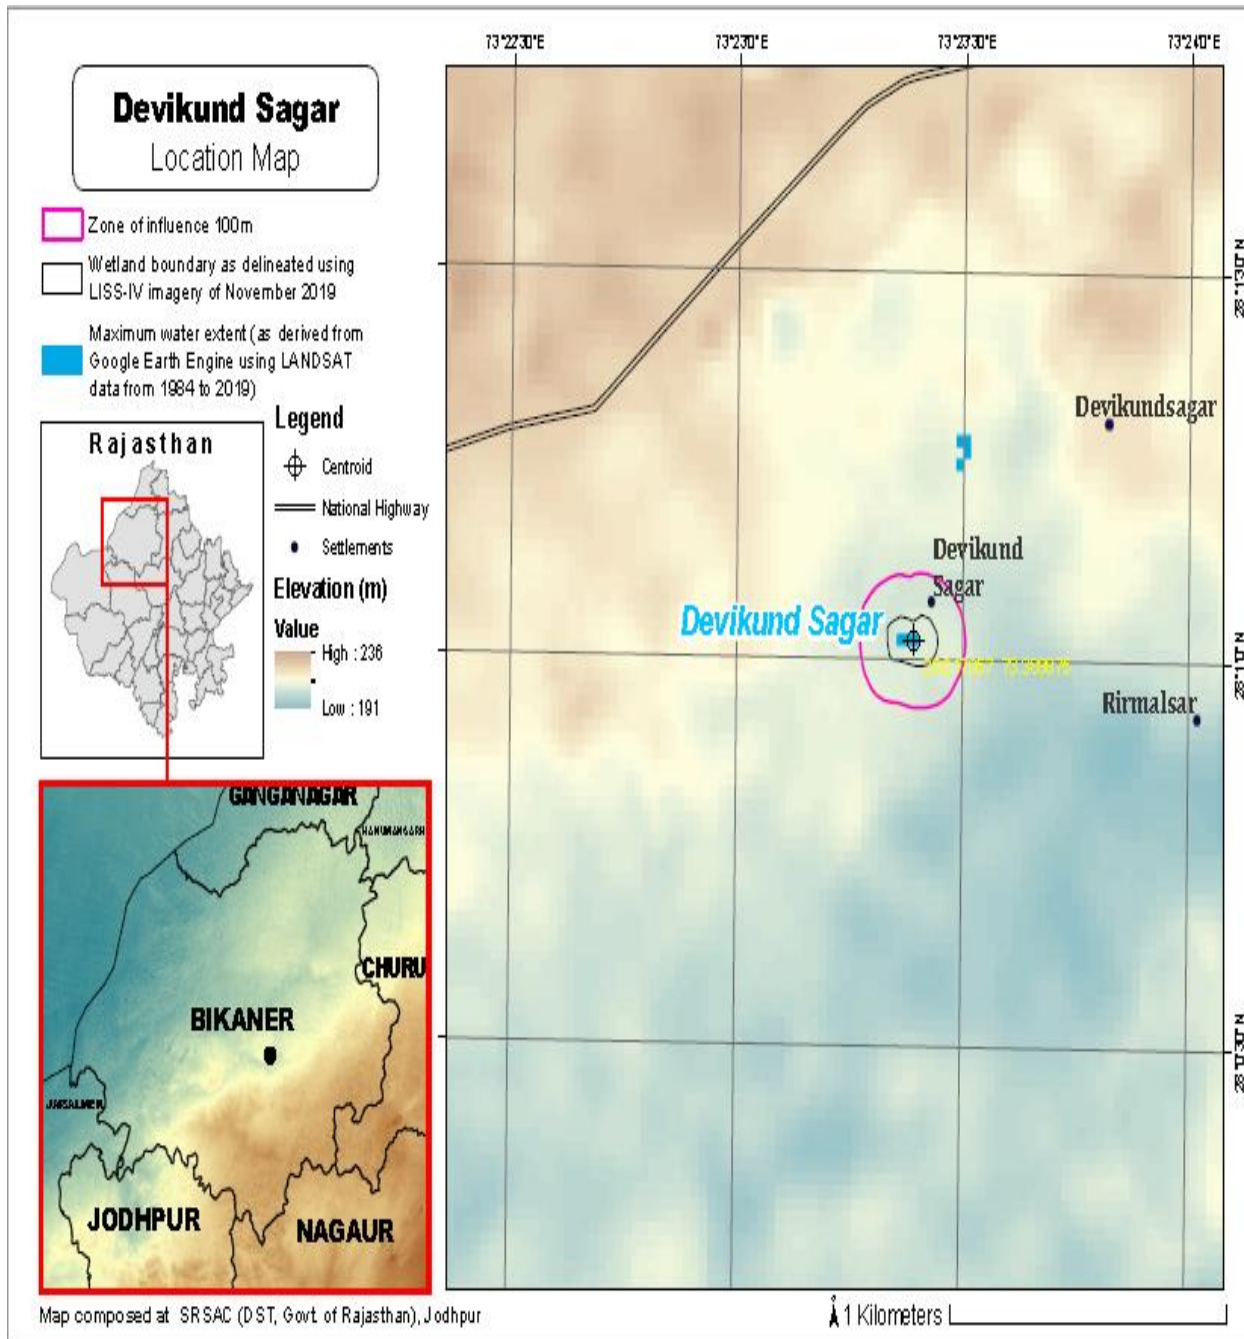 73°22'30"E 73°23'0"E 73°23'30"E 73°24'0"E
Devikund Sagar
Location Map
Zone of influence 100m
Wetland boundary as delineated using
LISS-IV imagery of November 2019
Maximum water extent (as derived from
Google Earth Engine using LANDSAT
data from 1984 to 2019)
Legend
Centroid
National Highway
Settlements
Elevation (m)
Value
High : 236
Low : 191
Rajasthan
GANGANAGAR
HANUMANGARH
CHURU
BIKANER
JAISALMER
JODHPUR
NAGAUR
Devikundsagar
Devikund
Sagar
Devikund Sagar
Rirmalsar
28°1'30"N
28°1'0"N
28°0'30"N
Map composed at SRSAC (DST, Govt. of Rajasthan), Jodhpur
1 Kilometers